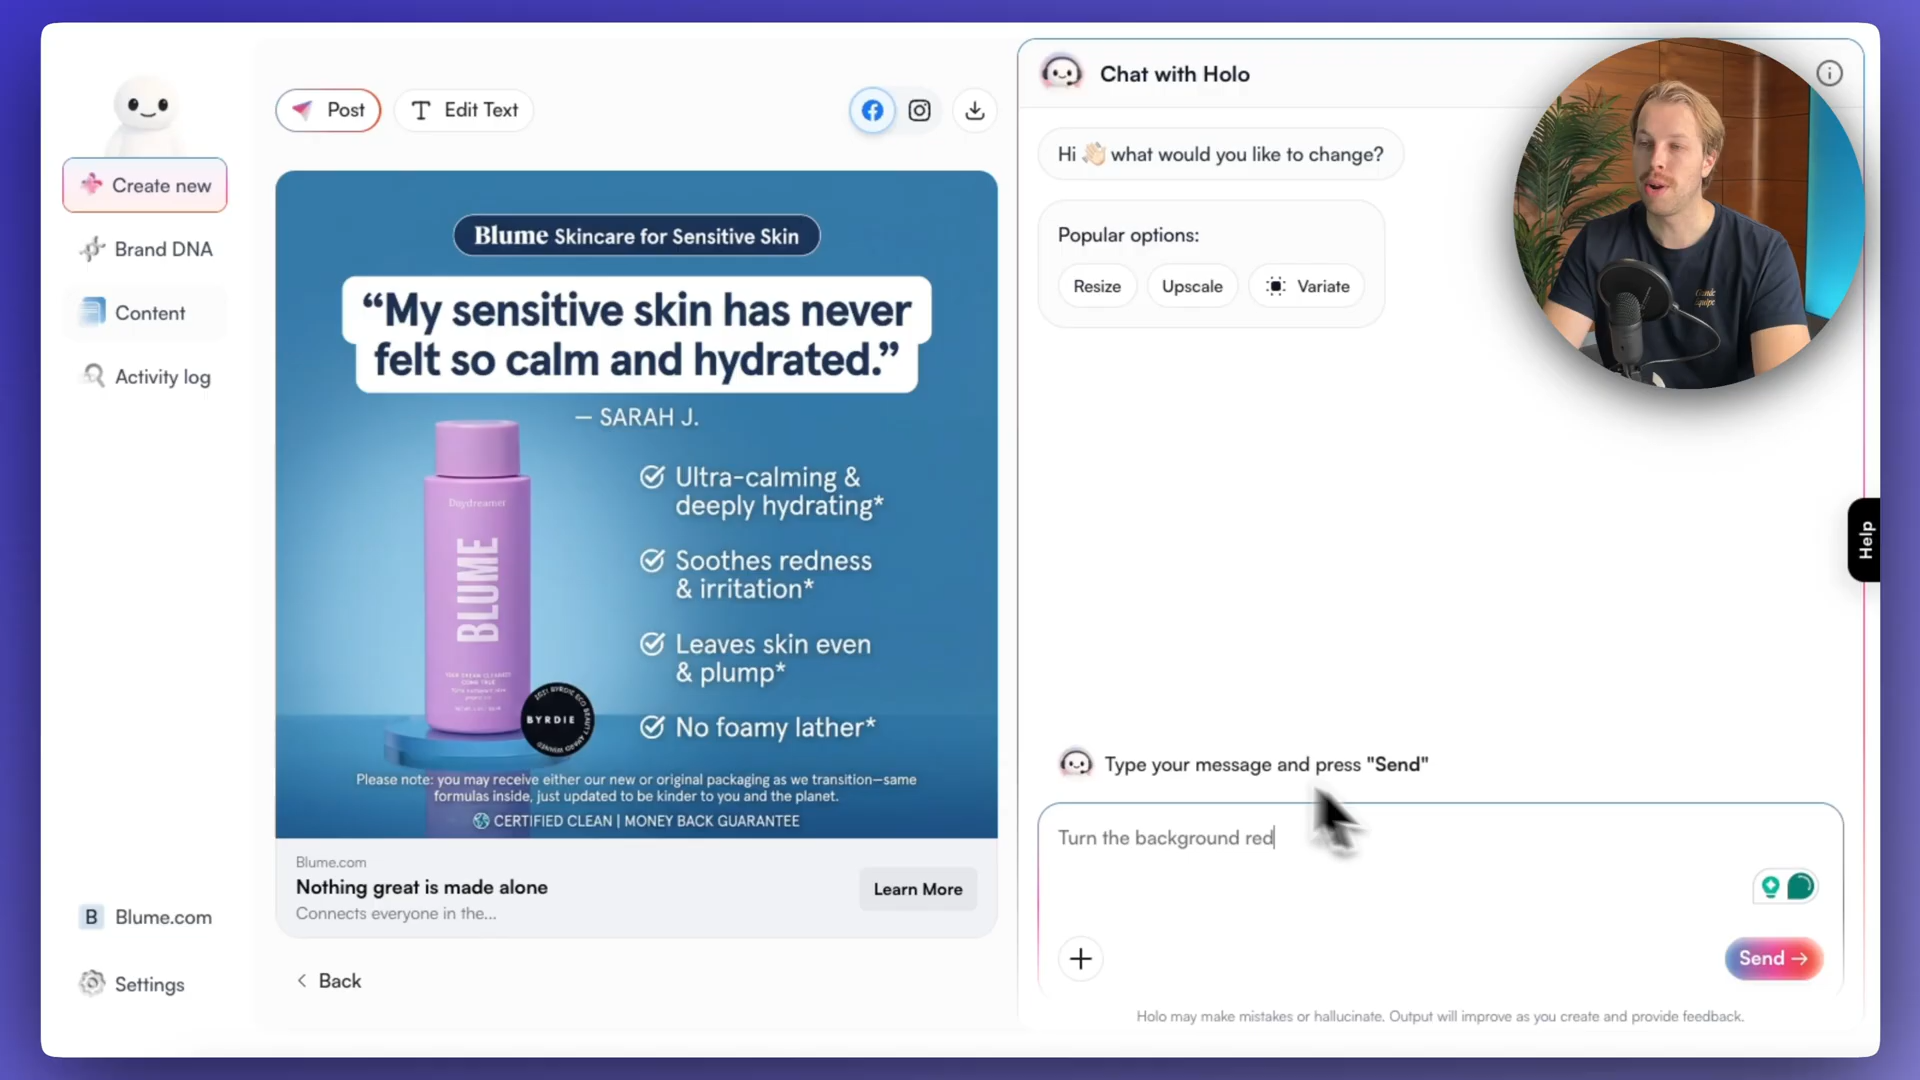 Create new
Brand DNA
Content
Activity log
B Blume.com
Settings
Post
Edit Text
Blume Skincare for Sensitive Skin
“My sensitive skin has never
felt so calm and hydrated.”
– SARAH J.
Daydreamer
BLUME
BYRDIE
Ultra-calming &
deeply hydrating*
Soothes redness
& irritation*
Leaves skin even
& plump*
No foamy lather*
Please note: you may receive either our new or original packaging as we transition—same
formulas inside, just updated to be kinder to you and the planet.
CERTIFIED CLEAN | MONEY BACK GUARANTEE
Blume.com
Nothing great is made alone
Connects everyone in the...
Learn More
Back
Chat with Holo
Hi 👋🏻 what would you like to change?
Popular options:
Resize
Upscale
Variate
Help
Type your message and press "Send"
Turn the background red
Send →
Holo may make mistakes or hallucinate. Output will improve as you create and provide feedback.